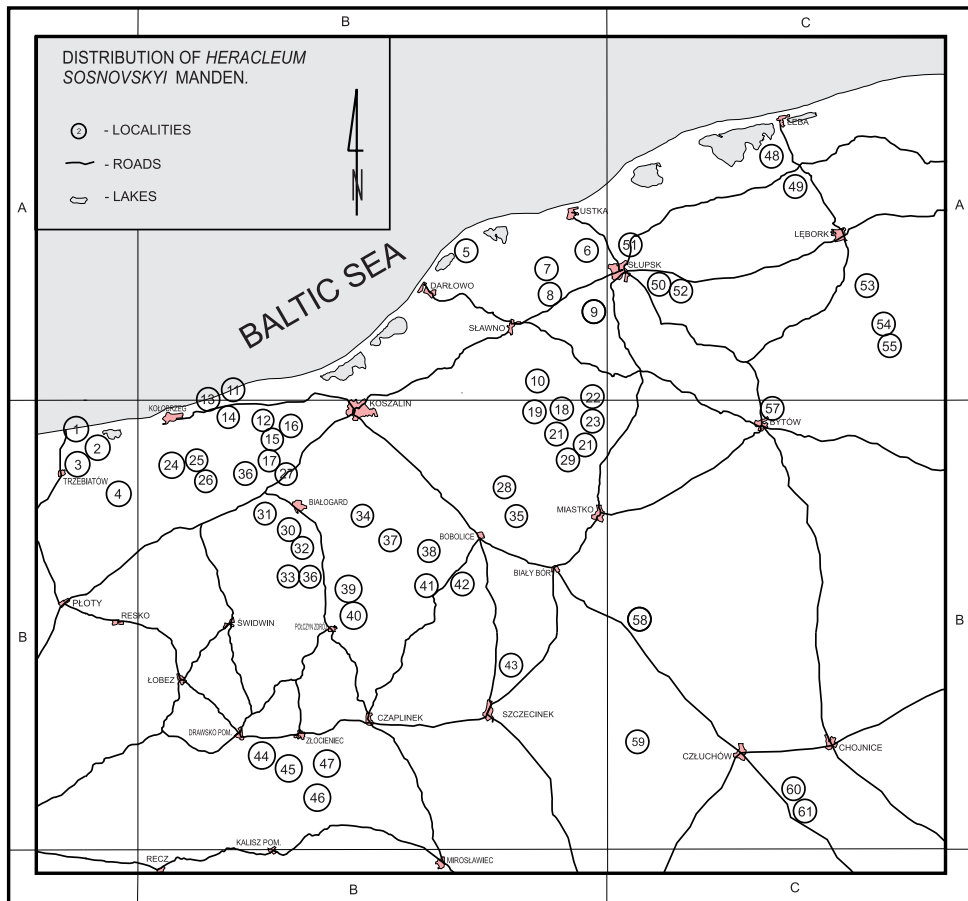 B
C
DISTRIBUTION OF HERACLEUM
SOSNOVSKYI MANDEN.
2 - LOCALITIES
- ROADS
- LAKES
N
A
A
BALTIC SEA
ŁEBA
48
49
USTKA
5
6
7
8
9
51
SŁUPSK
50
52
LĘBORK
53
54
55
DARŁOWO
SŁAWNO
10
11
13
KOŁOBRZEG
14
12
16
15
KOSZALIN
19
18
22
23
21
21
29
57
BYTÓW
1
2
3
TRZEBIATÓW
4
24
25
26
36
17
27
28
35
MIASTKO
BIAŁOGARD
31
30
32
33
36
34
37
38
BOBOLICE
BIAŁY BÓR
39
40
41
42
PŁOTY
RESKO
ŚWIDWIN
POŁCZYN ZDRÓJ
58
B
B
43
ŁOBEZ
DRAWSKO POM.
ZŁOCIENIEC
CZAPLINEK
SZCZECINEK
59
CZŁUCHÓW
CHOJNICE
44
45
47
46
60
61
KALISZ POM.
RECZ
MIROSŁAWIEC
B
C